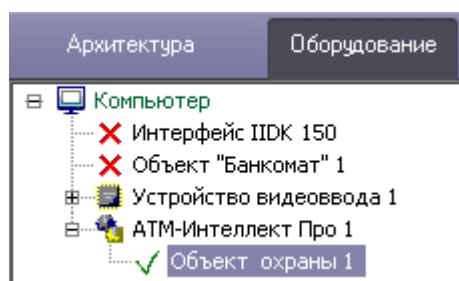 Архитектура Оборудование
Компьютер
Интерфейс IIDK 150
Объект "Банкомат" 1
Устройство видеоввода 1
АТМ-Интеллект Про 1
Объект охраны 1